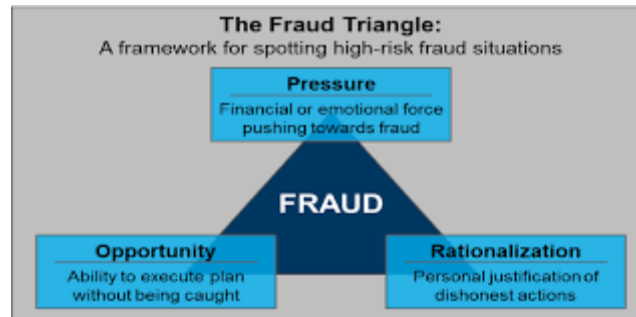 The Fraud Triangle:
A framework for spotting high-risk fraud situations
Pressure
Financial or emotional force
pushing towards fraud
FRAUD
Opportunity
Ability to execute plan
without being caught
Rationalization
Personal justification of
dishonest actions